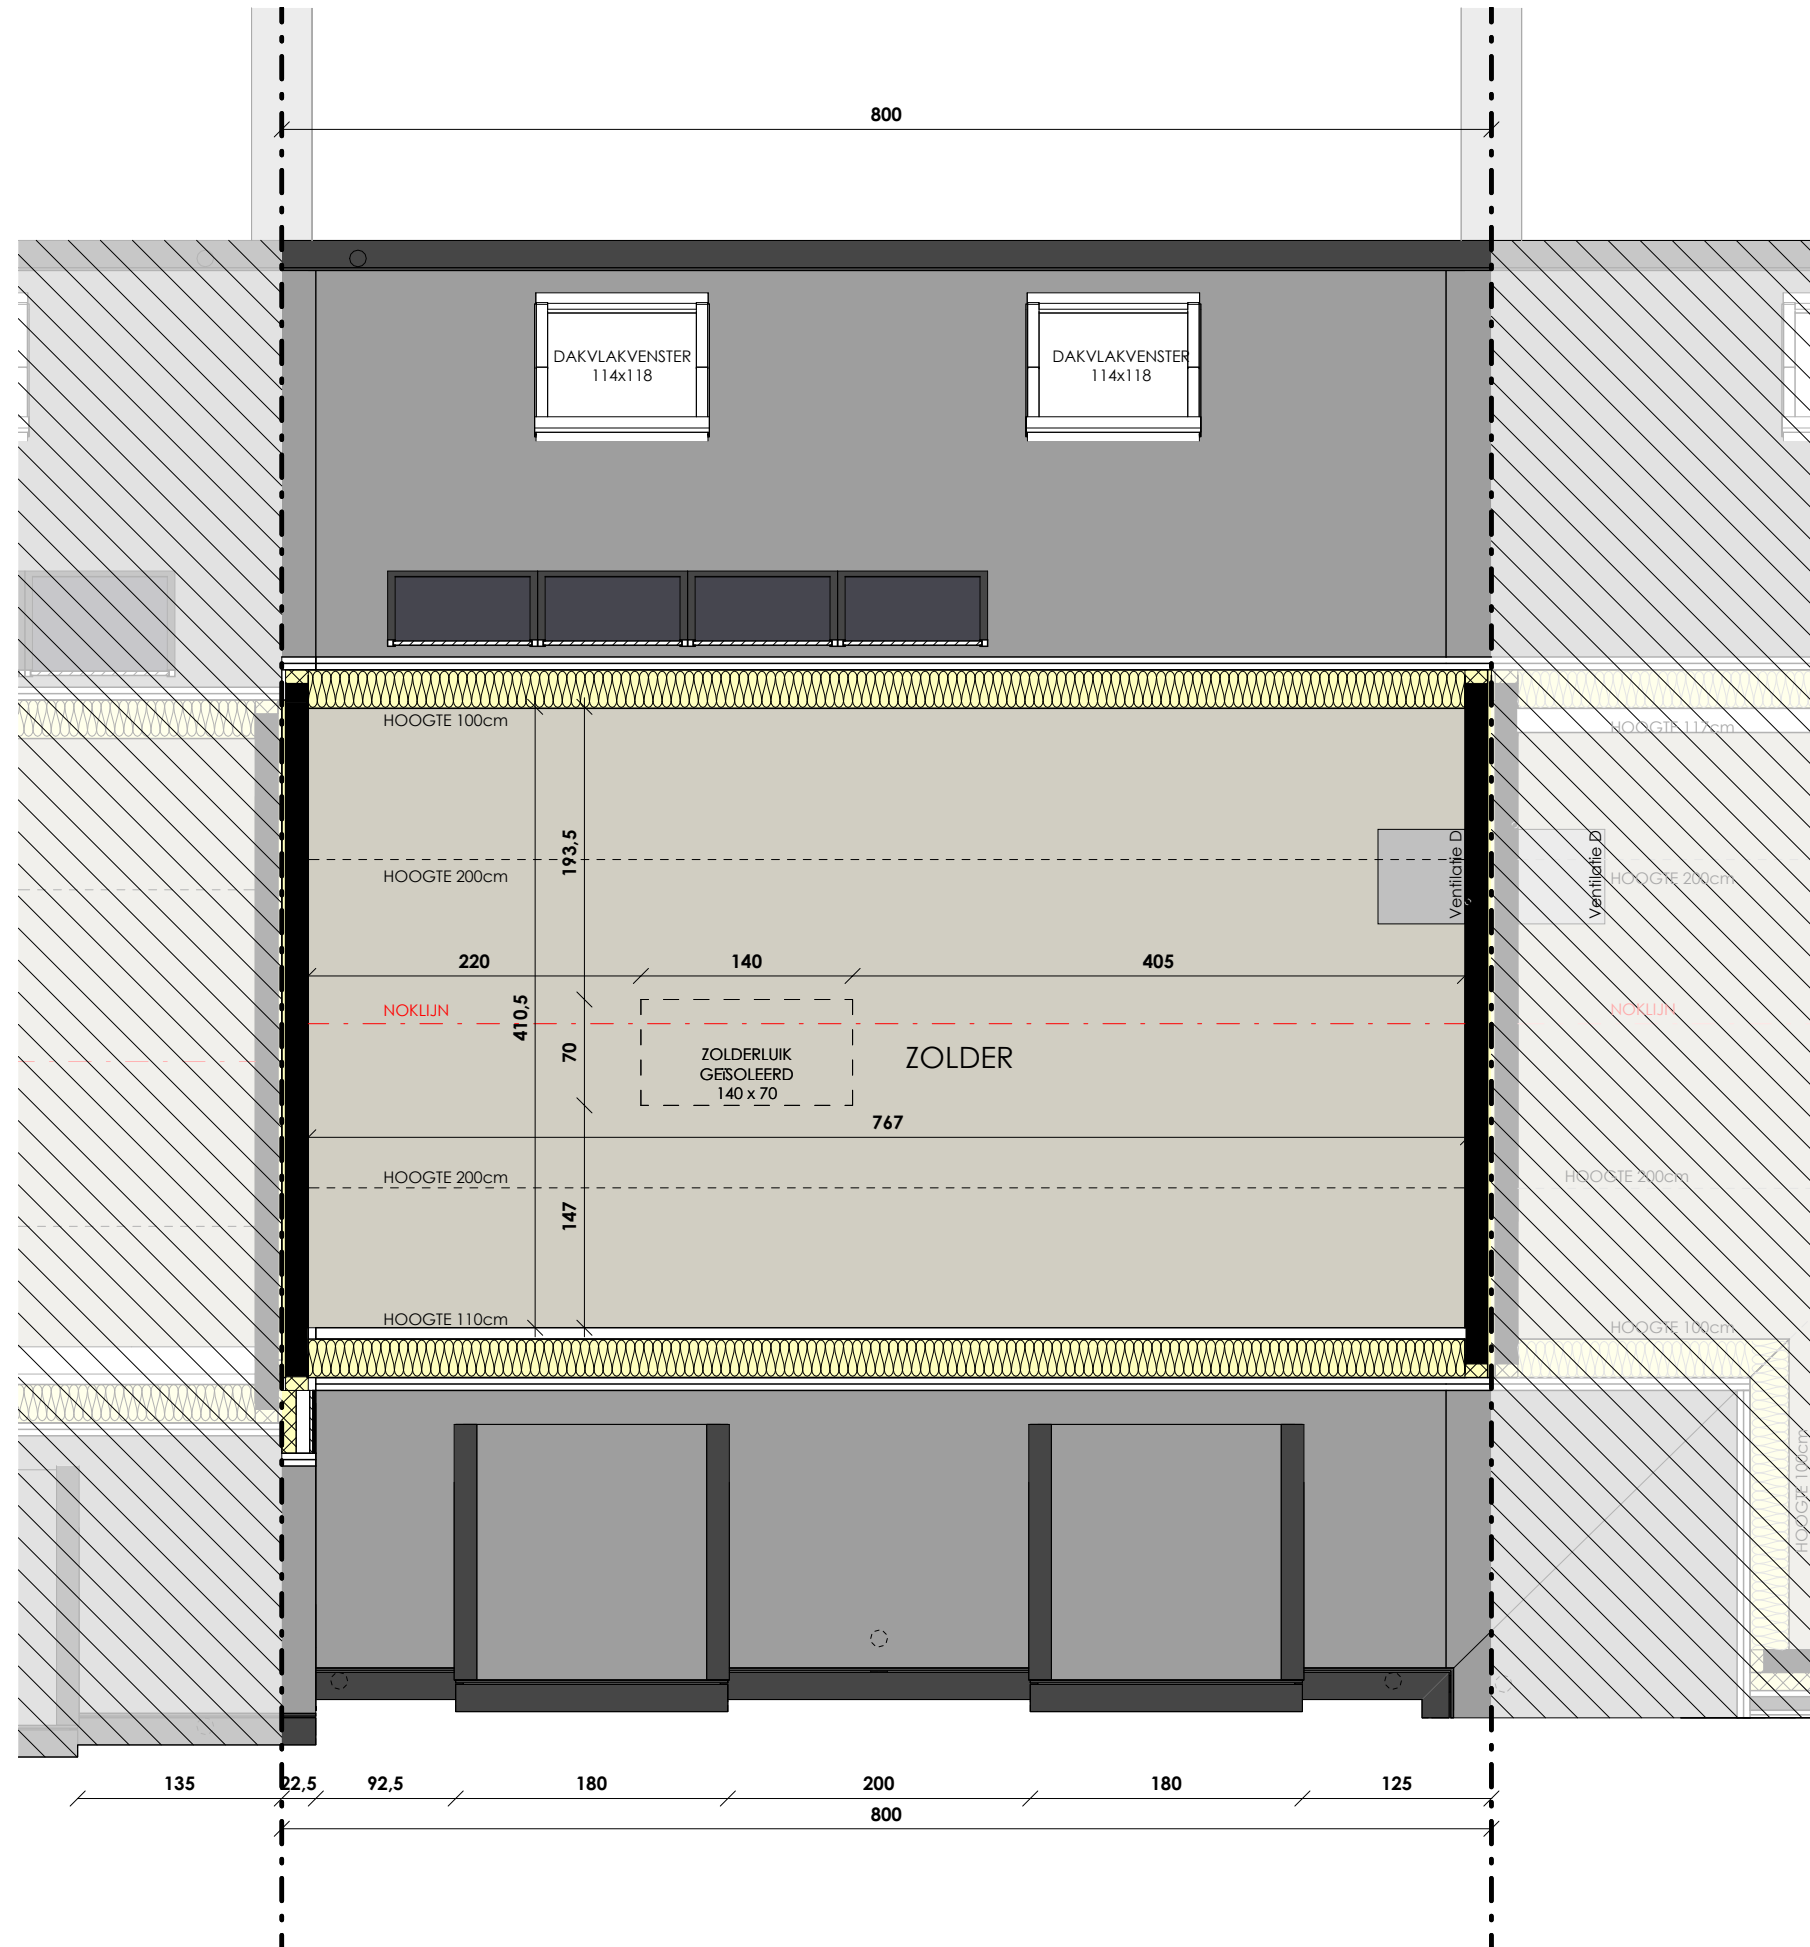 800
DAKVLAKVENSTER
114x118
DAKVLAKVENSTER
114x118
HOOGTE 100cm
HOOGTE 117cm
193,5
HOOGTE 200cm
Ventilatie D
Ventilatie D
HOOGTE 200cm
220
140
405
NOKLIJN
410,5
NOKLIJN
70
ZOLDERLUIK
GEÏSOLEERD
140 x 70
ZOLDER
767
HOOGTE 200cm
HOOGTE 200cm
147
HOOGTE 110cm
HOOGTE 100cm
HOOGTE 100cm
135
22,5
92,5
180
200
180
125
800